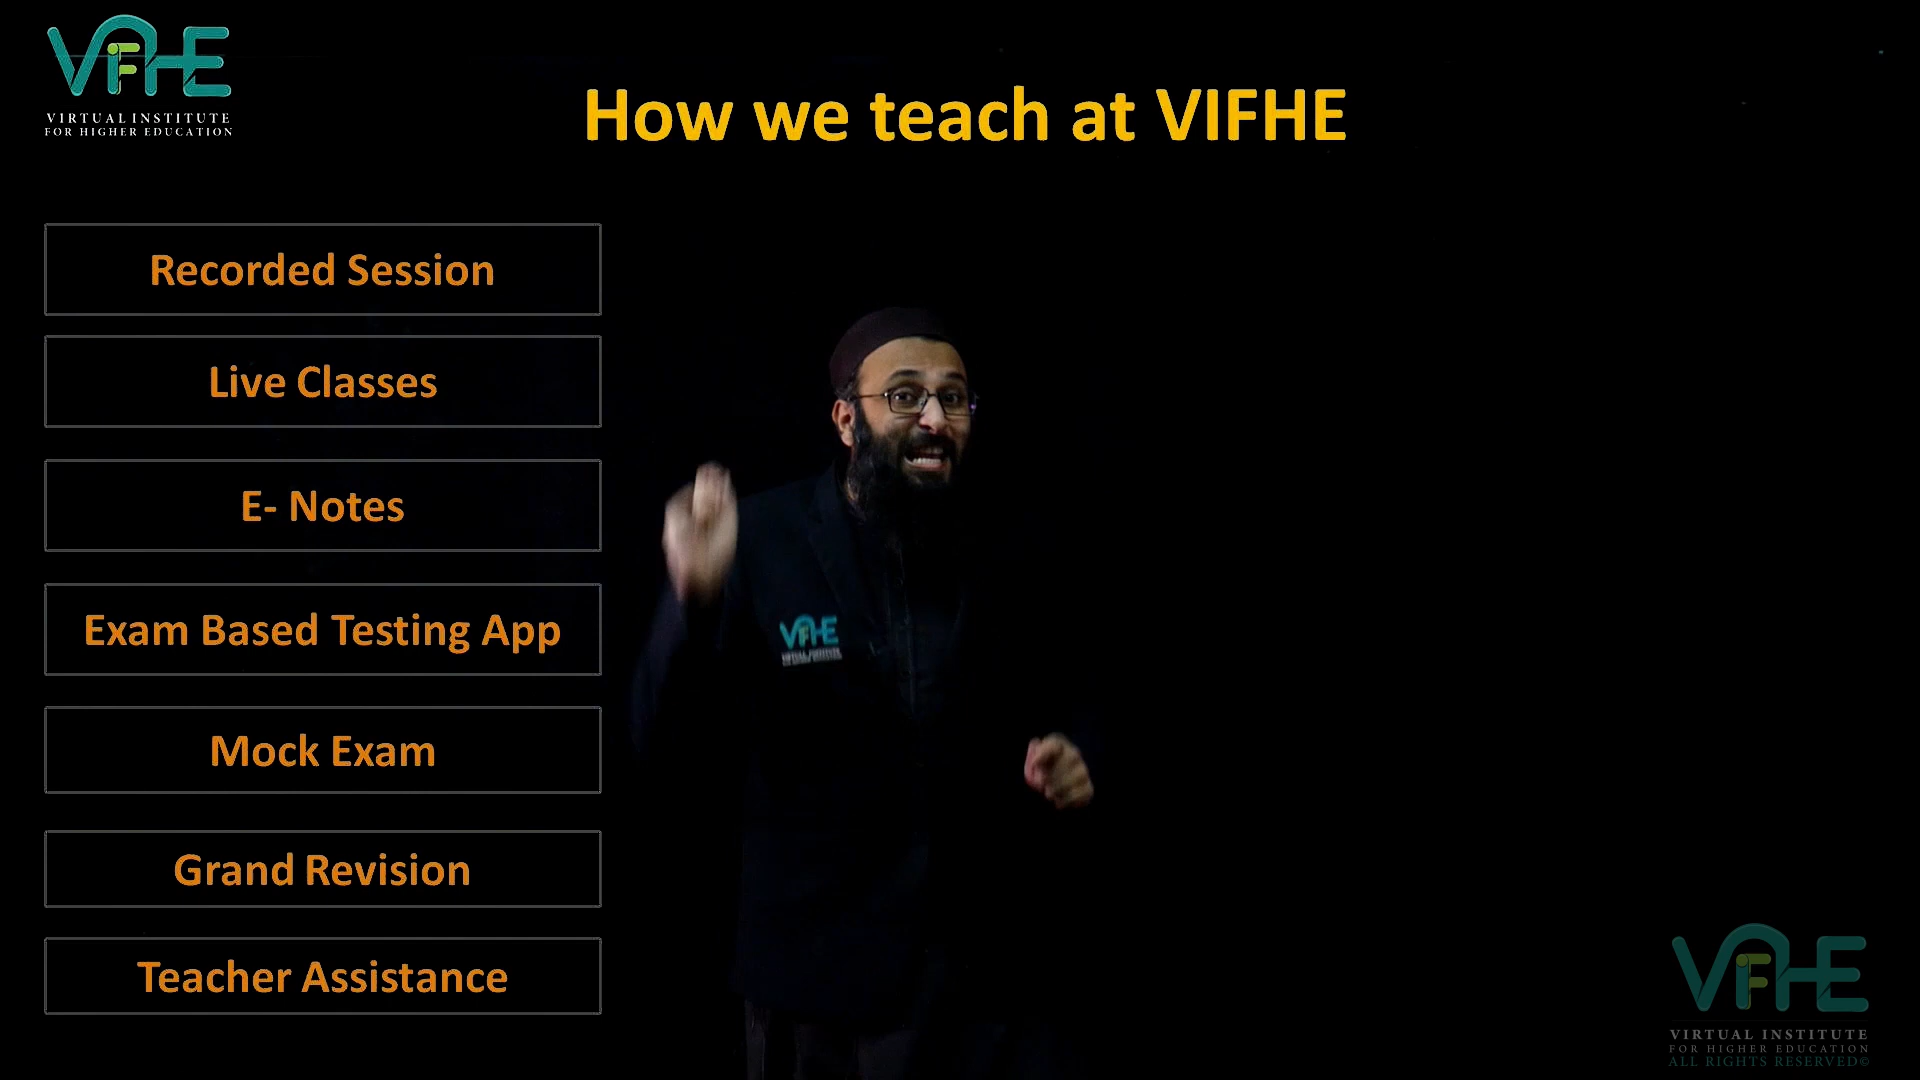 VIFHE
VIRTUAL INSTITUTE
FOR HIGHER EDUCATION
How we teach at VIFHE
Recorded Session
Live Classes
E- Notes
Exam Based Testing App
Mock Exam
Grand Revision
Teacher Assistance
VIFHE
VIFHE
VIRTUAL INSTITUTE
FOR HIGHER EDUCATION
ALL RIGHTS RESERVED©